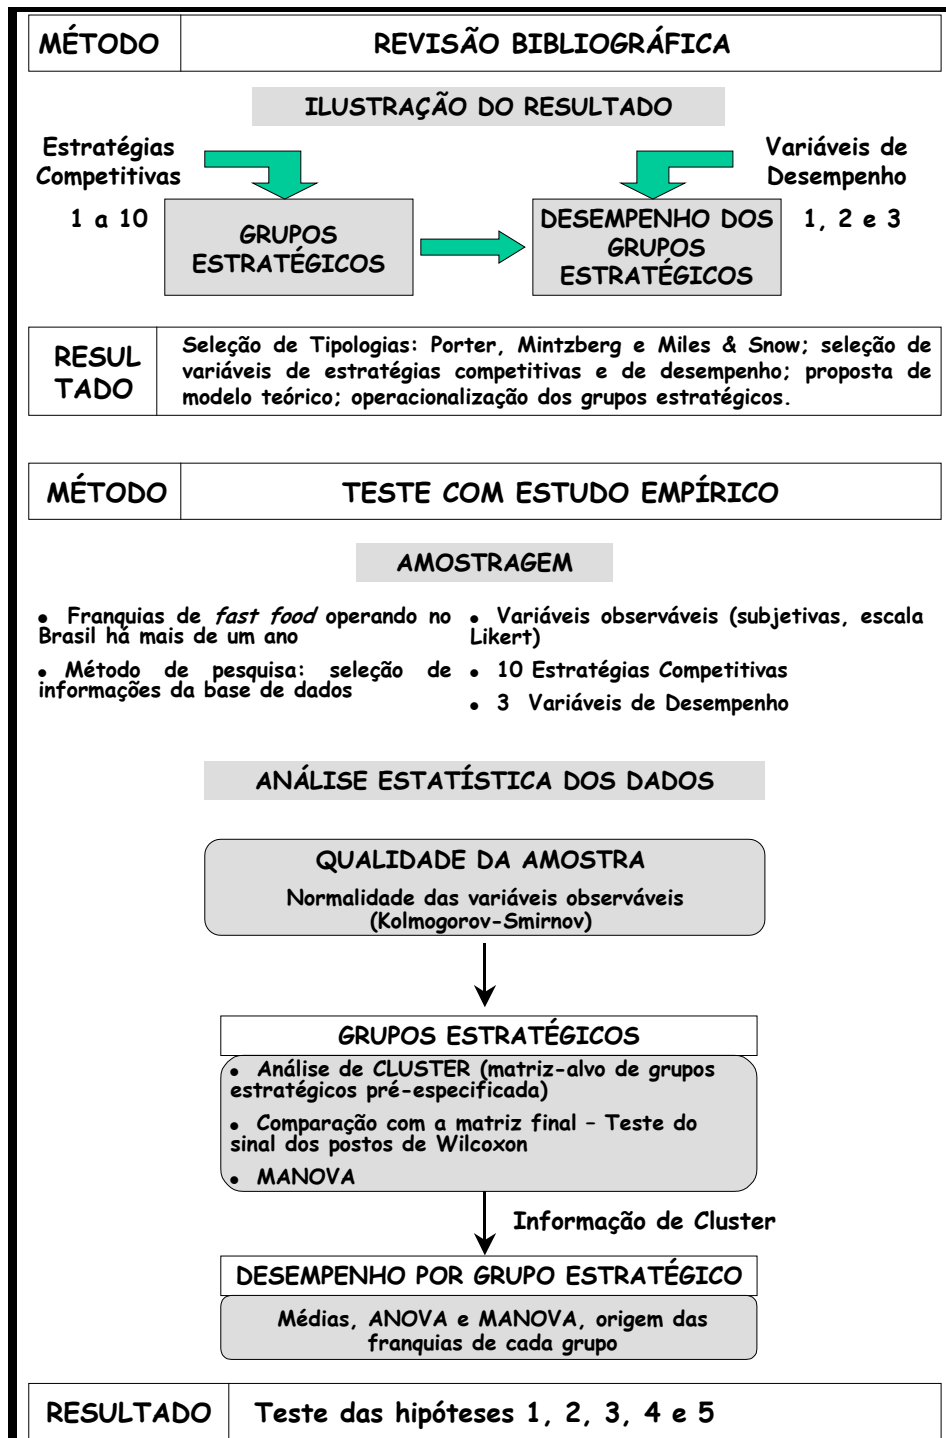 MÉTODO
REVISÃO BIBLIOGRÁFICA
ILUSTRAÇÃO DO RESULTADO
Estratégias
Competitivas
1 a 10
Variáveis de
Desempenho
1, 2 e 3
GRUPOS
ESTRATÉGICOS
DESEMPENHO DOS
GRUPOS
ESTRATÉGICOS
RESUL
TADO
Seleção de Tipologias: Porter, Mintzberg e Miles & Snow; seleção de
variáveis de estratégias competitivas e de desempenho; proposta de
modelo teórico; operacionalização dos grupos estratégicos.
MÉTODO
TESTE COM ESTUDO EMPÍRICO
AMOSTRAGEM
• Franquias de fast food operando no
Brasil há mais de um ano
• Método de pesquisa: seleção de
informações da base de dados
• Variáveis observáveis (subjetivas, escala
Likert)
• 10 Estratégias Competitivas
• 3 Variáveis de Desempenho
ANÁLISE ESTATÍSTICA DOS DADOS
QUALIDADE DA AMOSTRA
Normalidade das variáveis observáveis
(Kolmogorov-Smirnov)
GRUPOS ESTRATÉGICOS
• Análise de CLUSTER (matriz-alvo de grupos
estratégicos pré-especificada)
• Comparação com a matriz final – Teste do
sinal dos postos de Wilcoxon
• MANOVA
Informação de Cluster
DESEMPENHO POR GRUPO ESTRATÉGICO
Médias, ANOVA e MANOVA, origem das
franquias de cada grupo
RESULTADO
Teste das hipóteses 1, 2, 3, 4 e 5